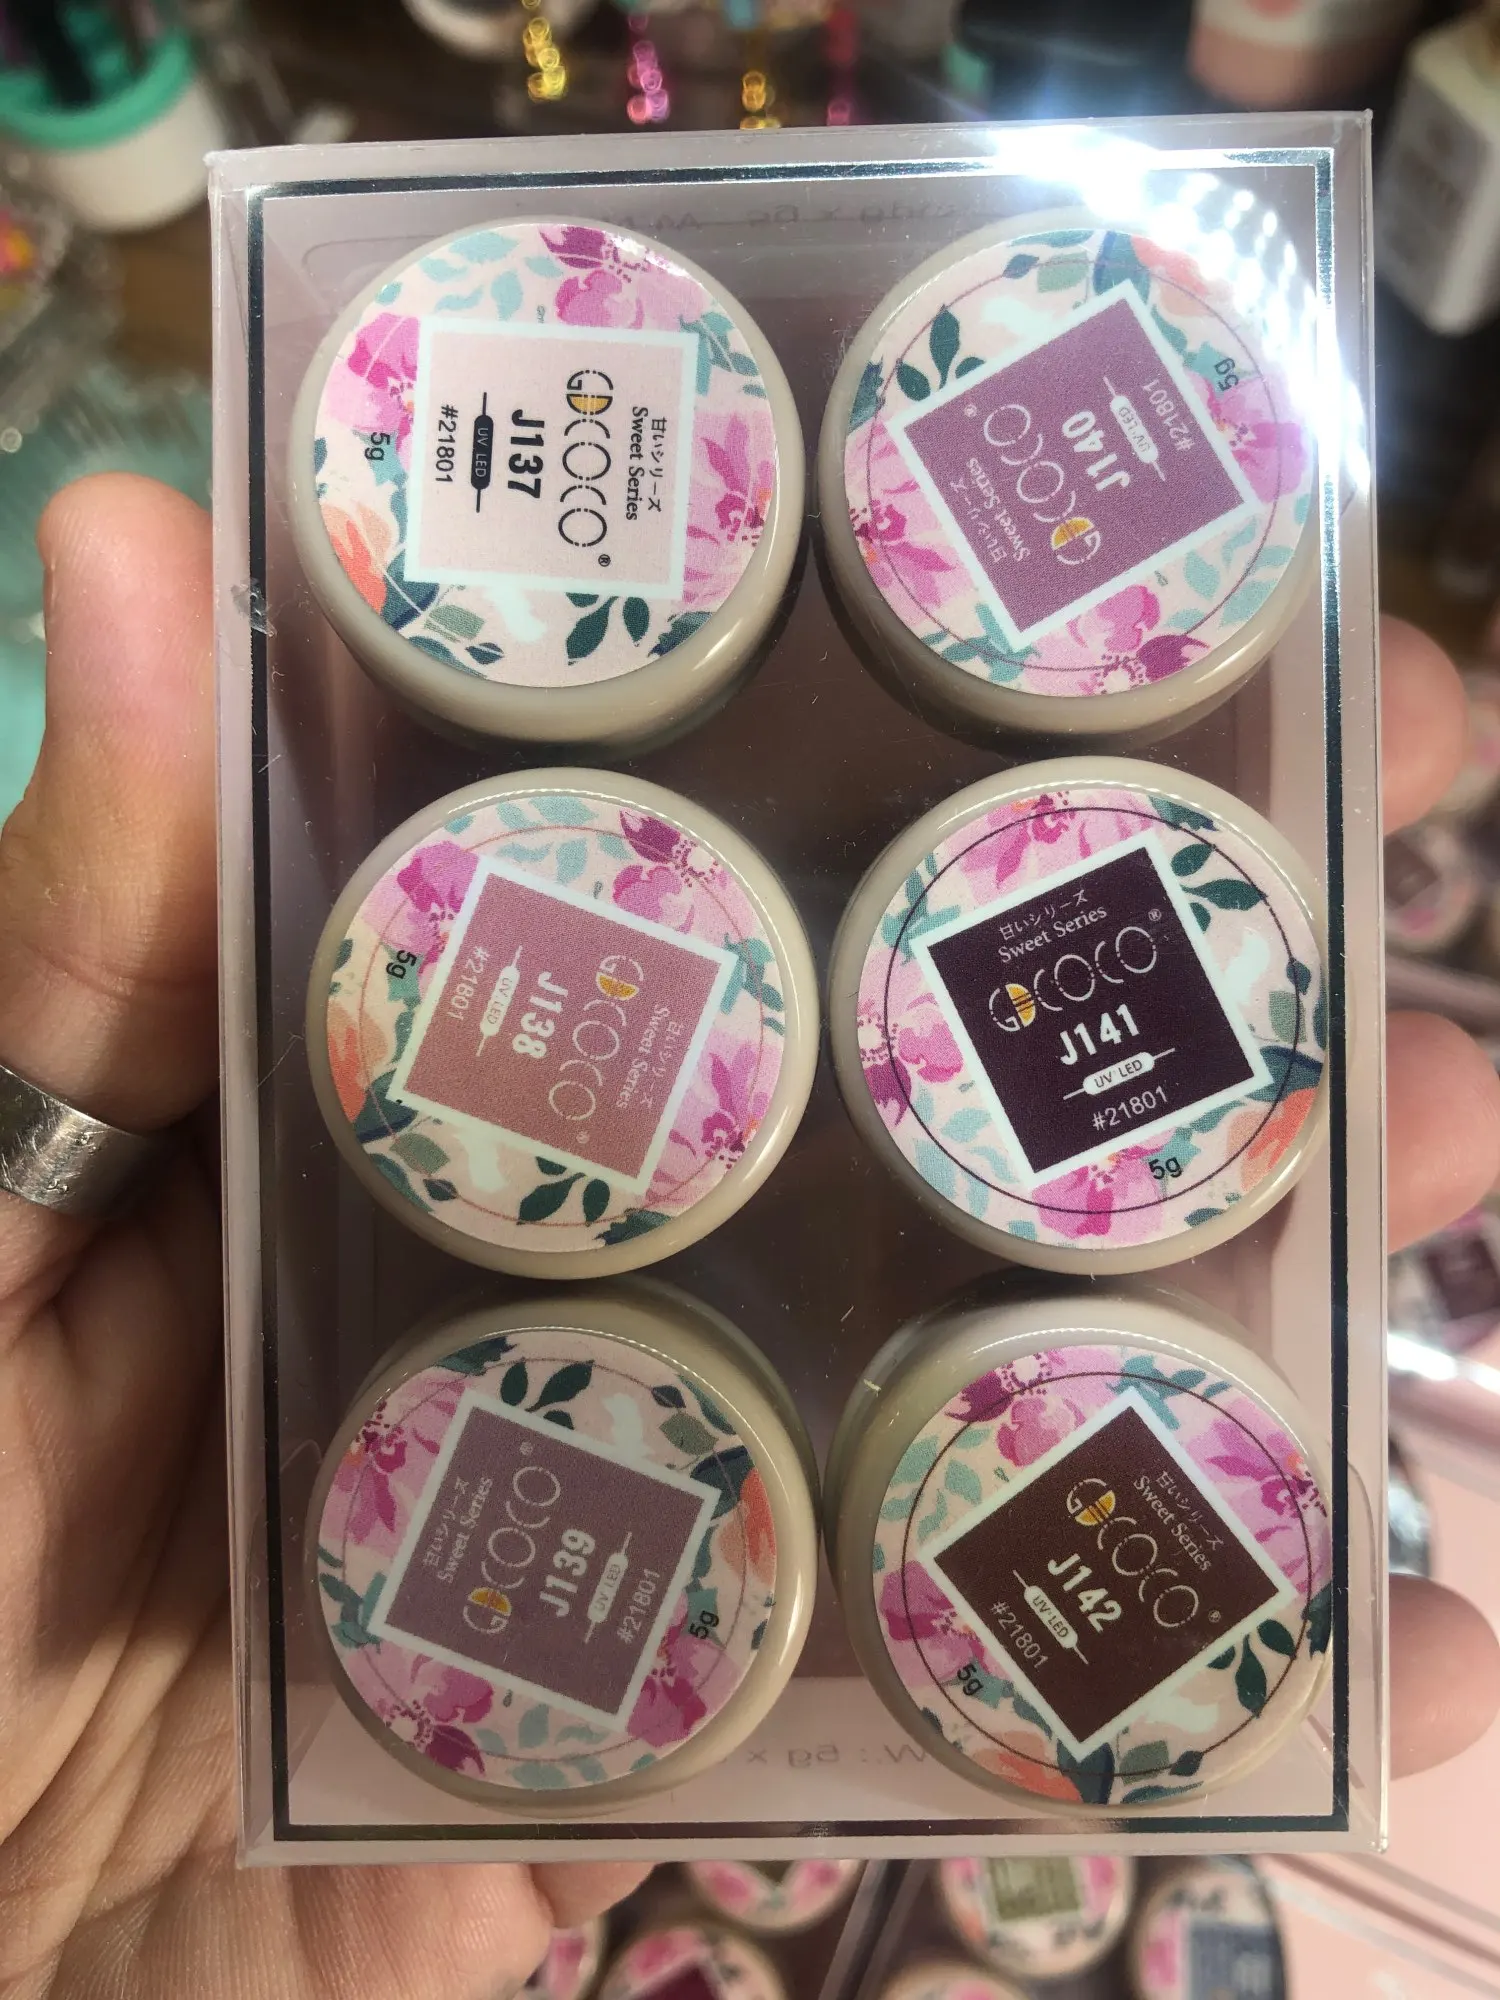 甘いシリーズ
Sweet Series
GDCOCO®
J137
UV LED
#21801
5g
甘いシリーズ
Sweet Series
GDCOCO®
J140
UV LED
#21801
5g
甘いシリーズ
Sweet Series
GDCOCO®
J138
UV LED
#21801
5g
甘いシリーズ
Sweet Series
GDCOCO®
J141
UV LED
#21801
5g
甘いシリーズ
Sweet Series
GDCOCO®
J139
UV LED
#21801
5g
甘いシリーズ
Sweet Series
GDCOCO®
J142
UV LED
#21801
5g